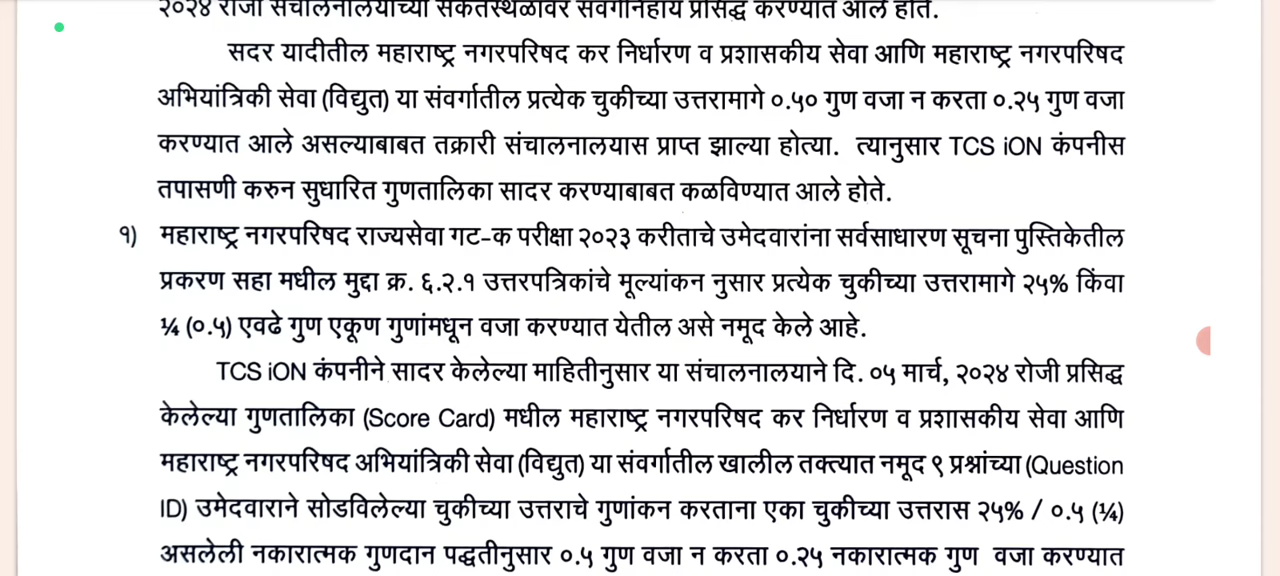 २०२४ रोजी संचालनालयाच्या संकेतस्थळावर संवर्गनिहाय प्रसिद्ध करण्यात आले होते.
सदर यादीतील महाराष्ट्र नगरपरिषद कर निर्धारण व प्रशासकीय सेवा आणि महाराष्ट्र नगरपरिषद
अभियांत्रिकी सेवा (विद्युत) या संवर्गातील प्रत्येक चुकीच्या उत्तरामागे ०.५० गुण वजा न करता ०.२५ गुण वजा
करण्यात आले असल्याबाबत तक्रारी संचालनालयास प्राप्त झाल्या होत्या. त्यानुसार TCS iON कंपनीस
तपासणी करुन सुधारित गुणतालिका सादर करण्याबाबत कळविण्यात आले होते.
१) महाराष्ट्र नगरपरिषद राज्यसेवा गट-क परीक्षा २०२३ करीताचे उमेदवारांना सर्वसाधारण सूचना पुस्तिकेतील
प्रकरण सहा मधील मुद्दा क्र. ६.२.१ उत्तरपत्रिकांचे मूल्यांकन नुसार प्रत्येक चुकीच्या उत्तरामागे २५% किंवा
¼ (०.५) एवढे गुण एकूण गुणांमधून वजा करण्यात येतील असे नमूद केले आहे.
TCS iON कंपनीने सादर केलेल्या माहितीनुसार या संचालनालयाने दि. ०५ मार्च, २०२४ रोजी प्रसिद्ध
केलेल्या गुणतालिका (Score Card) मधील महाराष्ट्र नगरपरिषद कर निर्धारण व प्रशासकीय सेवा आणि
महाराष्ट्र नगरपरिषद अभियांत्रिकी सेवा (विद्युत) या संवर्गातील खालील तक्त्यात नमूद ९ प्रश्नांच्या (Question
ID) उमेदवाराने सोडविलेल्या चुकीच्या उत्तराचे गुणांकन करताना एका चुकीच्या उत्तरास २५% / ०.५ (¼)
असलेली नकारात्मक गुणदान पद्धतीनुसार ०.५ गुण वजा न करता ०.२५ नकारात्मक गुण वजा करण्यात